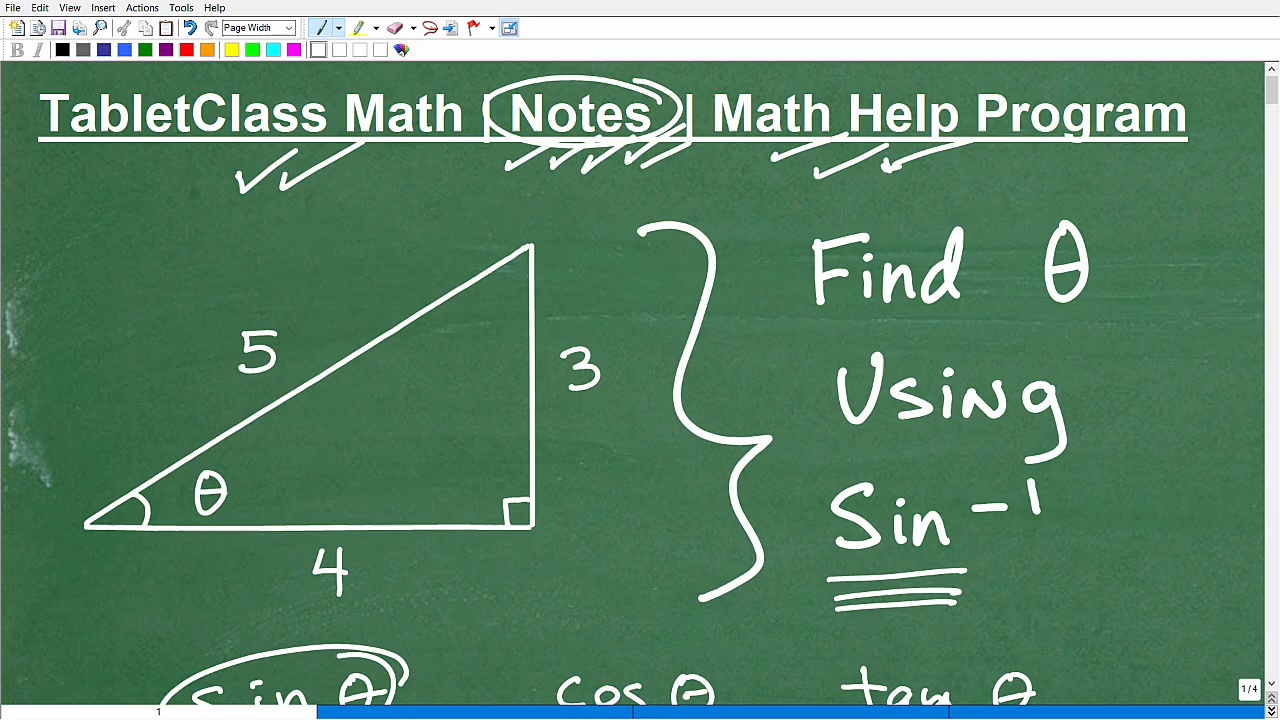 File Edit View Insert Actions Tools Help
Page Width
B I
TabletClass Math | Notes | Math Help Program
Find θ
5
3
Using
θ
Sin⁻¹
4
sin θ cos θ tan θ
1/4
1